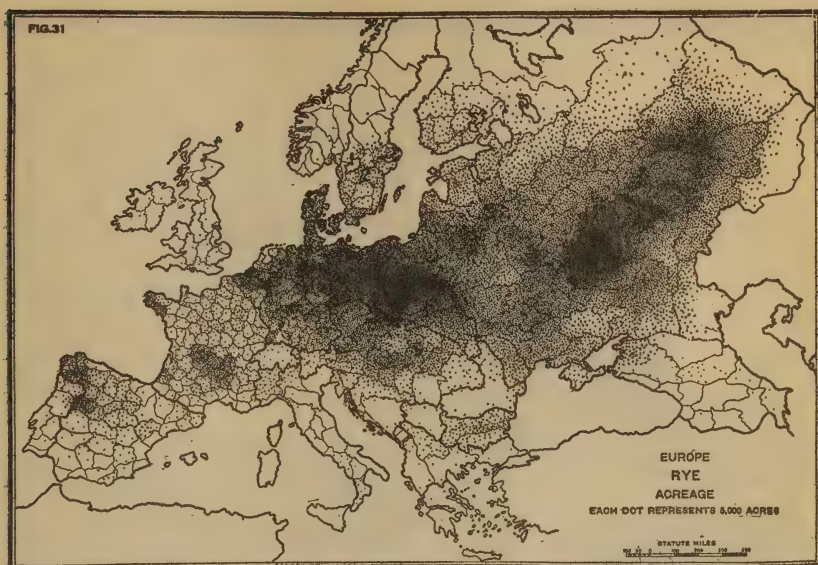 FIG.31
EUROPE
RYE
ACREAGE
EACH DOT REPRESENTS 5,000 ACRES
STATUTE MILES